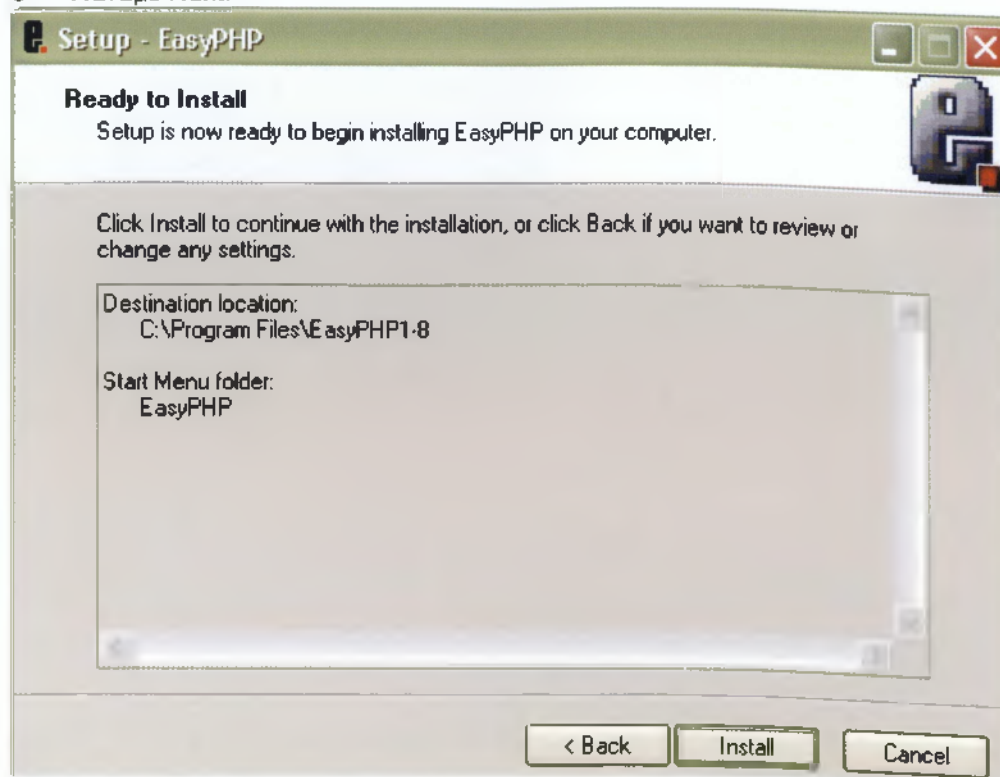 Setup - EasyPHP
Ready to Install
Setup is now ready to begin installing EasyPHP on your computer.
Click Install to continue with the installation, or click Back if you want to review or
change any settings.
Destination location:
C:\Program Files\EasyPHP1-8
Start Menu folder:
EasyPHP
< Back
Install
Cancel